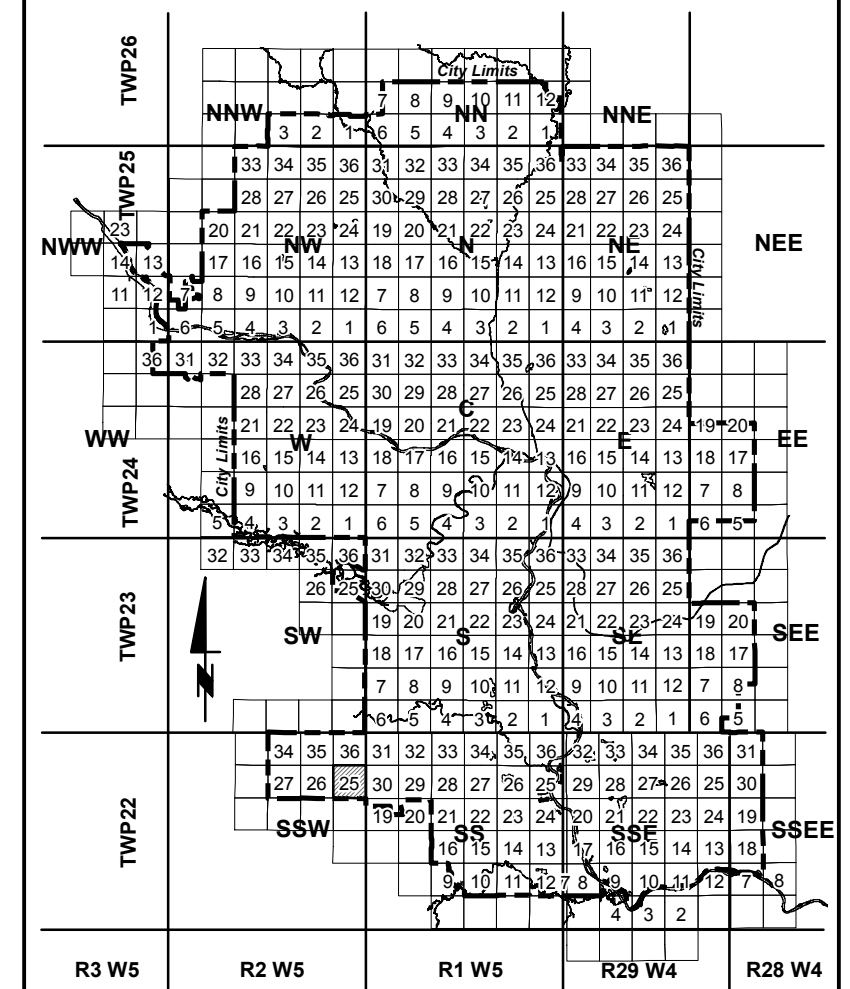 TWP26
City Limits
7 8 9 10 11 12
NNW NN NNE
3 2 1 6 5 4 3 2 1
TWP25
33 34 35 36 31 32 33 34 35 36 33 34 35 36
28 27 26 25 30 29 28 27 26 25 28 27 26 25
23 20 21 22 23 24 19 20 21 22 23 24 21 22 23 24
NWW NW N NE NEE
14 13 17 16 15 14 13 18 17 16 15 14 13 16 15 14 13
City Limits
11 12 7 8 9 10 11 12 7 8 9 10 11 12 9 10 11 12
1 6 5 4 3 2 1 6 5 4 3 2 1 4 3 2 1
36 31 32 33 34 35 36 31 32 33 34 35 36 33 34 35 36
28 27 26 25 30 29 28 27 26 25 28 27 26 25
C
21 22 23 24 19 20 21 22 23 24 21 22 23 24 19 20
WW W E EE
City Limits
16 15 14 13 18 17 16 15 14 13 16 15 14 13 18 17
TWP24
9 10 11 12 7 8 9 10 11 12 9 10 11 12 7 8
5 4 3 2 1 6 5 4 3 2 1 4 3 2 1 6 5
32 33 34 35 36 31 32 33 34 35 36 33 34 35 36
26 25 30 29 28 27 26 25 28 27 26 25
TWP23
19 20 21 22 23 24 21 22 23 24 19 20
SW S SE SEE
18 17 16 15 14 13 16 15 14 13 18 17
N
7 8 9 10 11 12 9 10 11 12 7 8
6 5 4 3 2 1 4 3 2 1 6 5
34 35 36 31 32 33 34 35 36 32 33 34 35 36 31
27 26 25 30 29 28 27 26 25 29 28 27 26 25 30
TWP22
19 20 21 22 23 24 20 21 22 23 24 19
SSW SS SSE SSEE
16 15 14 13 17 16 15 14 13 18
9 10 11 12 7 8 9 10 11 12 7 8
4 3 2
R3 W5 R2 W5 R1 W5 R29 W4 R28 W4